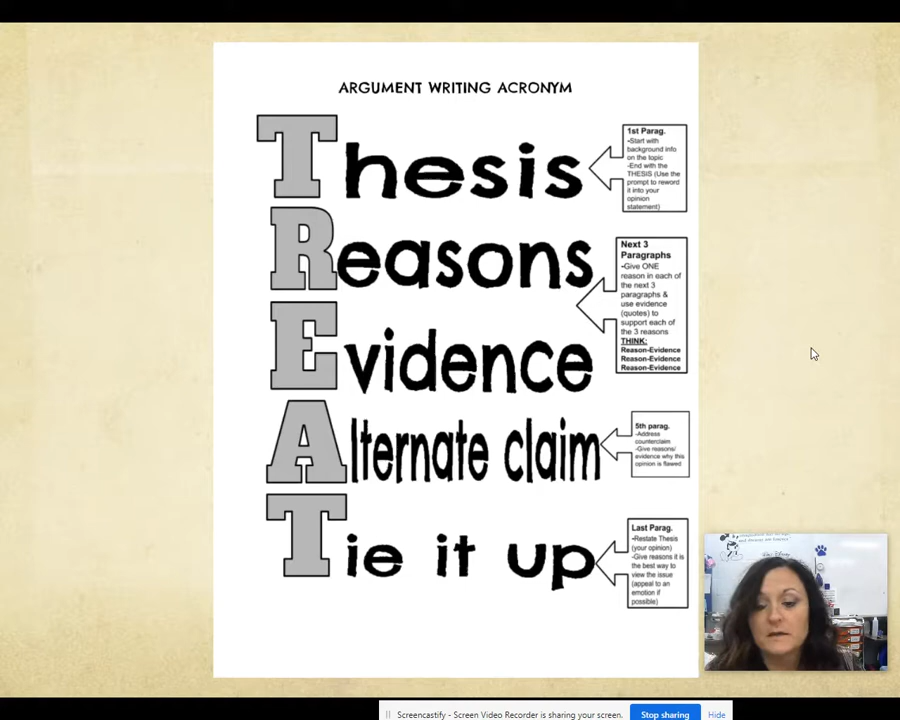 ARGUMENT WRITING ACRONYM
Thesis
1st Parag.
-Start with
background info
on the topic
-End with the
THESIS (Use the
prompt to reword
it into your
opinion
statement)
Reasons
Next 3
Paragraphs
-Give ONE
reason in each of
the next 3
paragraphs &
use evidence
(quotes) to
support each of
the 3 reasons
THINK:
Reason-Evidence
Reason-Evidence
Reason-Evidence
Evidence
Alternate claim
5th parag.
-Address
counterclaim
-Give reasons/
evidence why this
opinion is flawed
Tie it up
Last Parag.
-Restate Thesis
(your opinion)
-Give reasons it is
the best way to
view the issue
(appeal to an
emotion if
possible)
Screencastify - Screen Video Recorder is sharing your screen.
Stop sharing
Hide